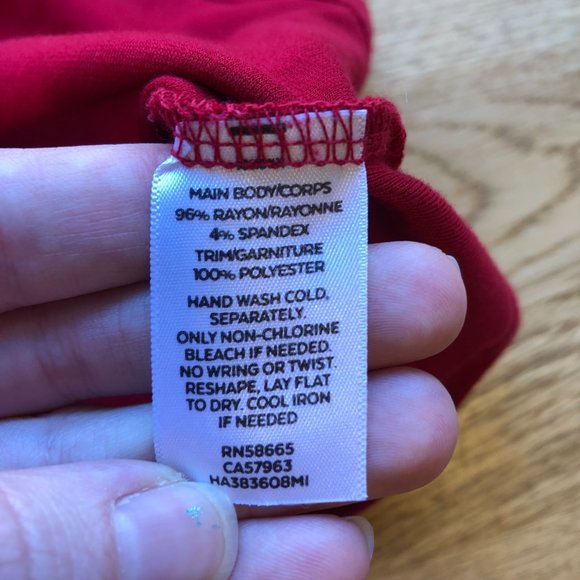 MAIN BODY/CORPS
96% RAYON/RAYONNE
4% SPANDEX
TRIM/GARNITURE
100% POLYESTER
HAND WASH COLD,
SEPARATELY.
ONLY NON-CHLORINE
BLEACH IF NEEDED.
NO WRING OR TWIST.
RESHAPE, LAY FLAT
TO DRY. COOL IRON
IF NEEDED
RN58665
CA57963
HA383608MI